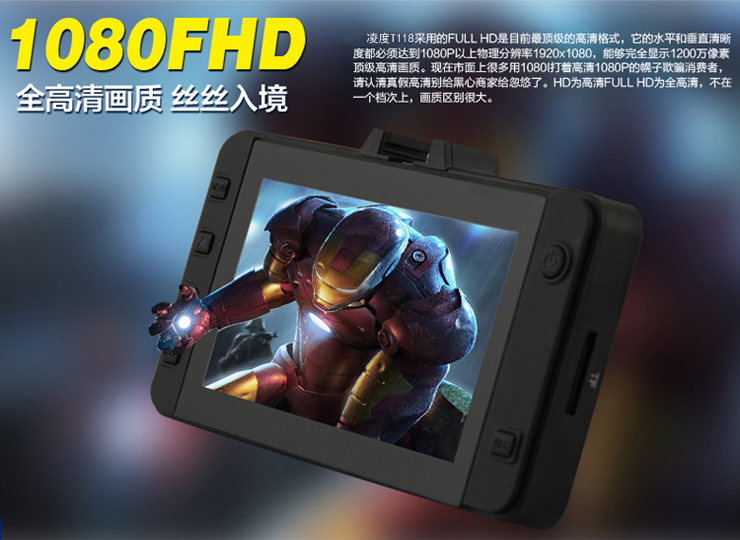 1080FHD
全高清画质 丝丝入境
凌度T118采用的FULL HD是目前最顶级的高清格式，它的水平和垂直清晰
度都必须达到1080P以上物理分辨率1920x1080，能够完全显示1200万像素
顶级高清画质。现在市面上很多用1080I打着高清1080P的幌子欺骗消费者，
请认清真假高清别给黑心商家给忽悠了。HD为高清FULL HD为全高清，不在
一个档次上，画质区别很大。
TF